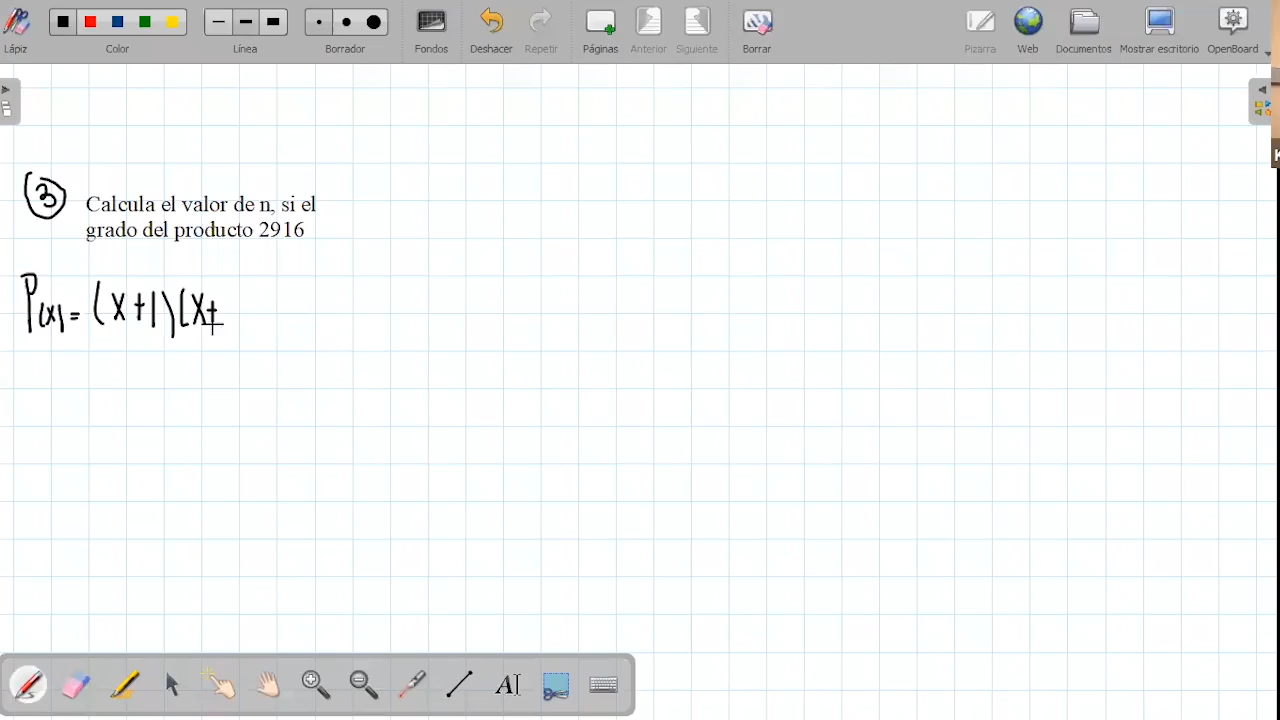 Lápiz Color Línea Borrador Fondos Deshacer Repetir Páginas Anterior Siguiente Borrar Pizarra Web Documentos Mostrar escritorio OpenBoard
3
Calcula el valor de n, si el
grado del producto 2916
P(x) = (x+1)(x+
AI
K